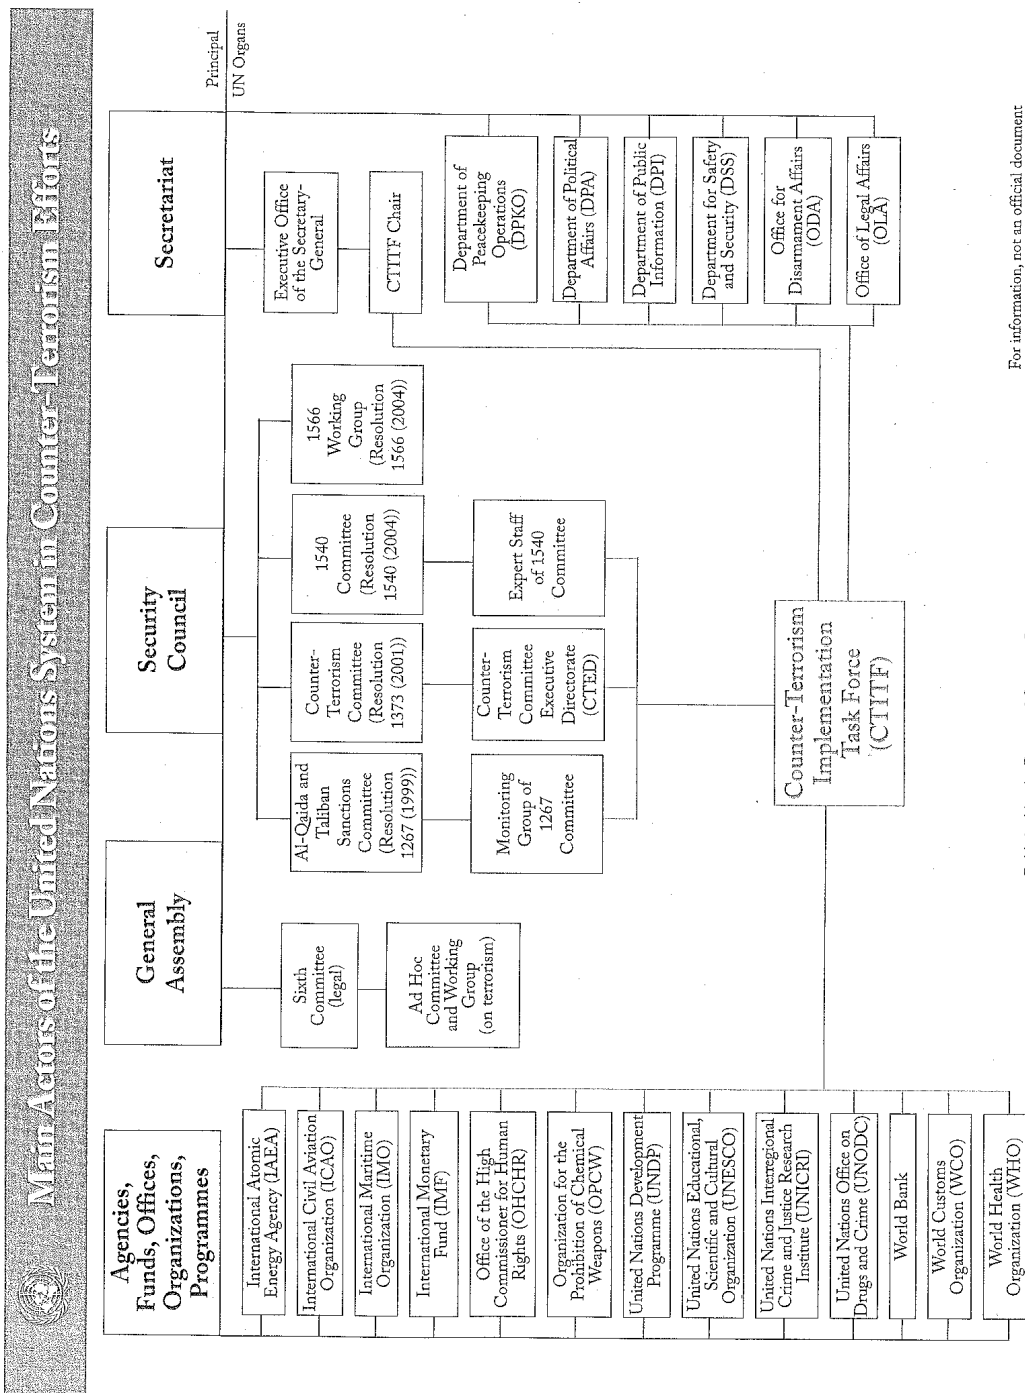 Main Actors of the United Nations System in Counter-Terrorism Efforts
Principal
UN Organs
Agencies,
Funds, Offices,
Organizations,
Programmes
International Atomic
Energy Agency (IAEA)
International Civil Aviation
Organization (ICAO)
International Maritime
Organization (IMO)
International Monetary
Fund (IMF)
Office of the High
Commissioner for Human
Rights (OHCHR)
Organization for the
Prohibition of Chemical
Weapons (OPCW)
United Nations Development
Programme (UNDP)
United Nations Educational,
Scientific and Cultural
Organization (UNESCO)
United Nations Interregional
Crime and Justice Research
Institute (UNICRI)
United Nations Office on
Drugs and Crime (UNODC)
World Bank
World Customs
Organization (WCO)
World Health
Organization (WHO)
General
Assembly
Sixth
Committee
(legal)
Ad Hoc
Committee
and Working
Group
(on terrorism)
Security
Council
Al-Qaida and
Taliban
Sanctions
Committee
(Resolution
1267 (1999))
Counter-
Terrorism
Committee
(Resolution
1373 (2001))
1540
Committee
(Resolution
1540 (2004))
1566
Working
Group
(Resolution
1566 (2004))
Monitoring
Group of
1267
Committee
Counter-
Terrorism
Committee
Executive
Directorate
(CTED)
Expert Staff
of 1540
Committee
Counter-Terrorism
Implementation
Task Force
(CTITF)
Secretariat
Executive Office
of the Secretary-
General
CTITF Chair
Department of
Peacekeeping
Operations
(DPKO)
Department of Political
Affairs (DPA)
Department of Public
Information (DPI)
Department for Safety
and Security (DSS)
Office for
Disarmament Affairs
(ODA)
Office of Legal Affairs
(OLA)
For information, not an official document